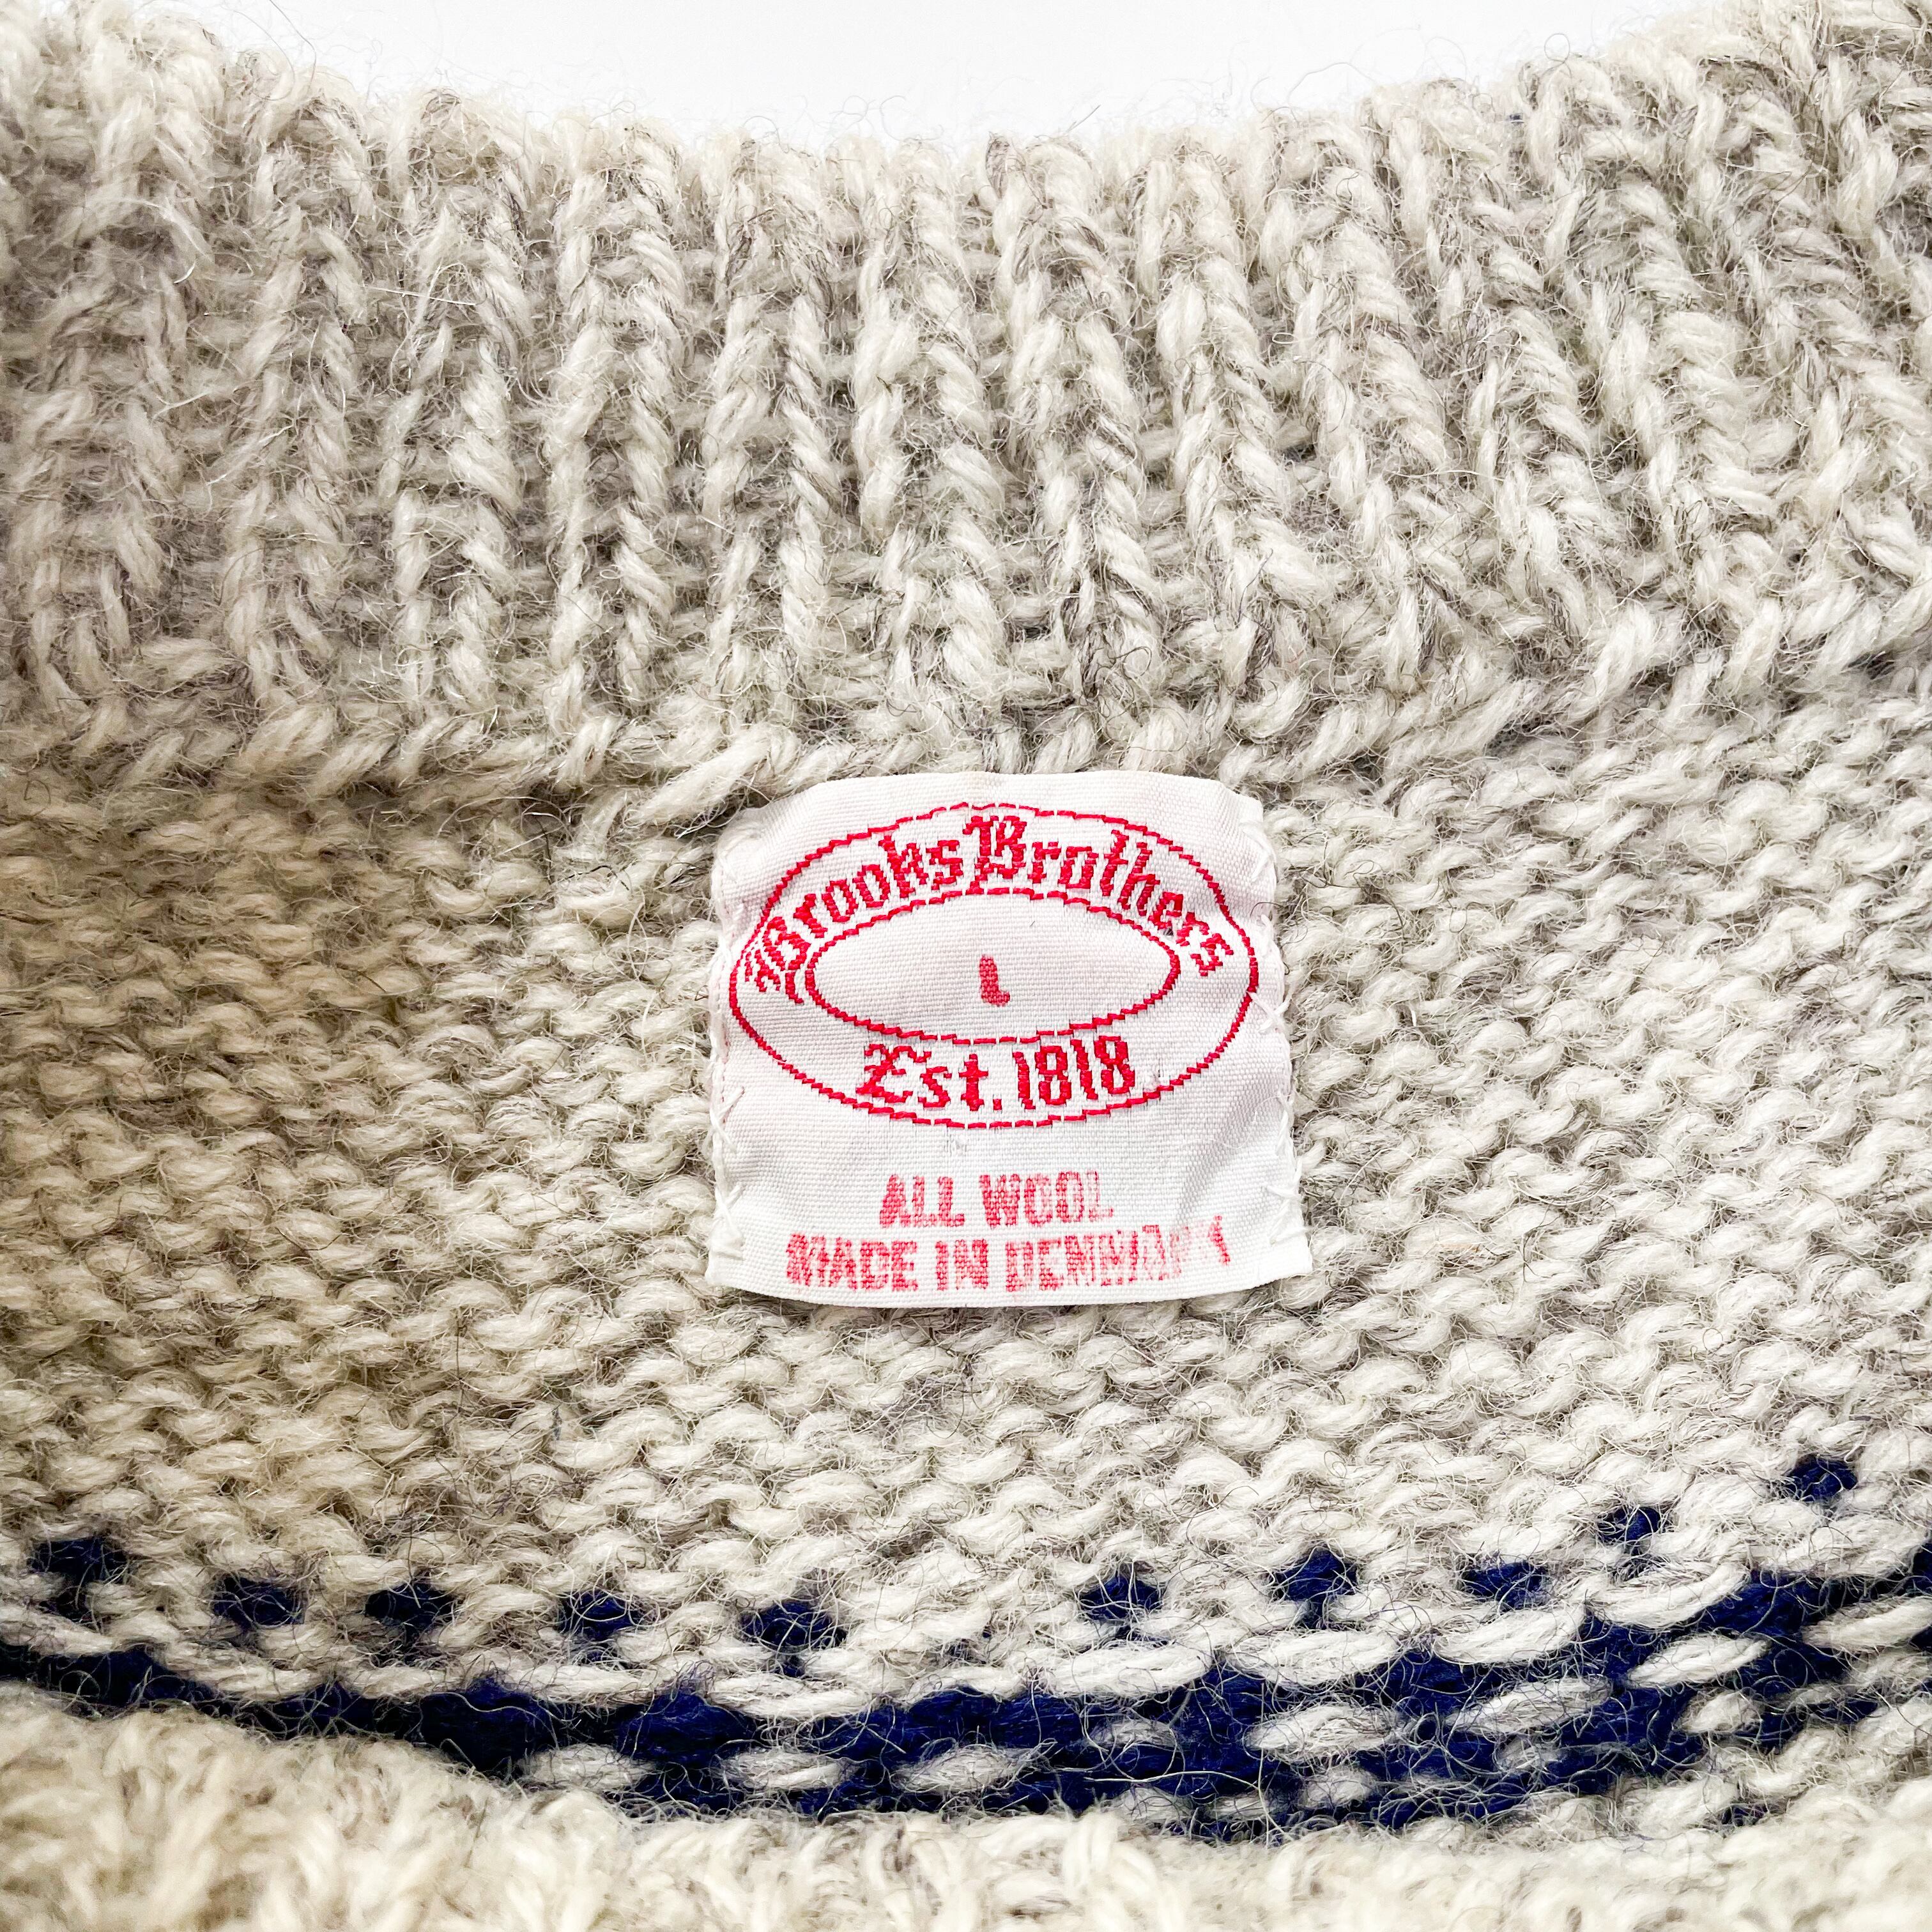 Brooks Brothers
L
Est. 1818
ALL WOOL
MADE IN DENMARK